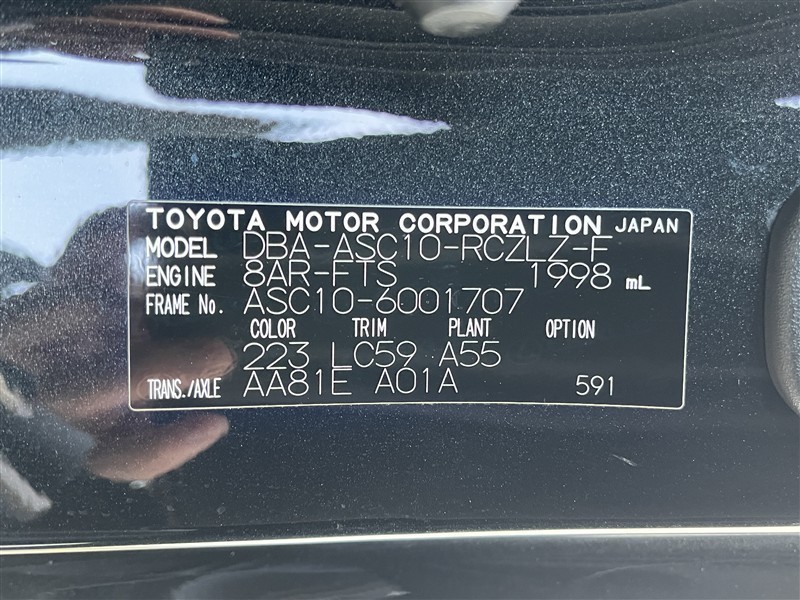 TOYOTA MOTOR CORPORATION JAPAN
MODEL DBA-ASC10-RCZLZ-F
ENGINE 8AR-FTS 1998 mL
FRAME No. ASC10-6001707
COLOR TRIM PLANT OPTION
223 LC59 A55
TRANS./AXLE AA81E A01A 591